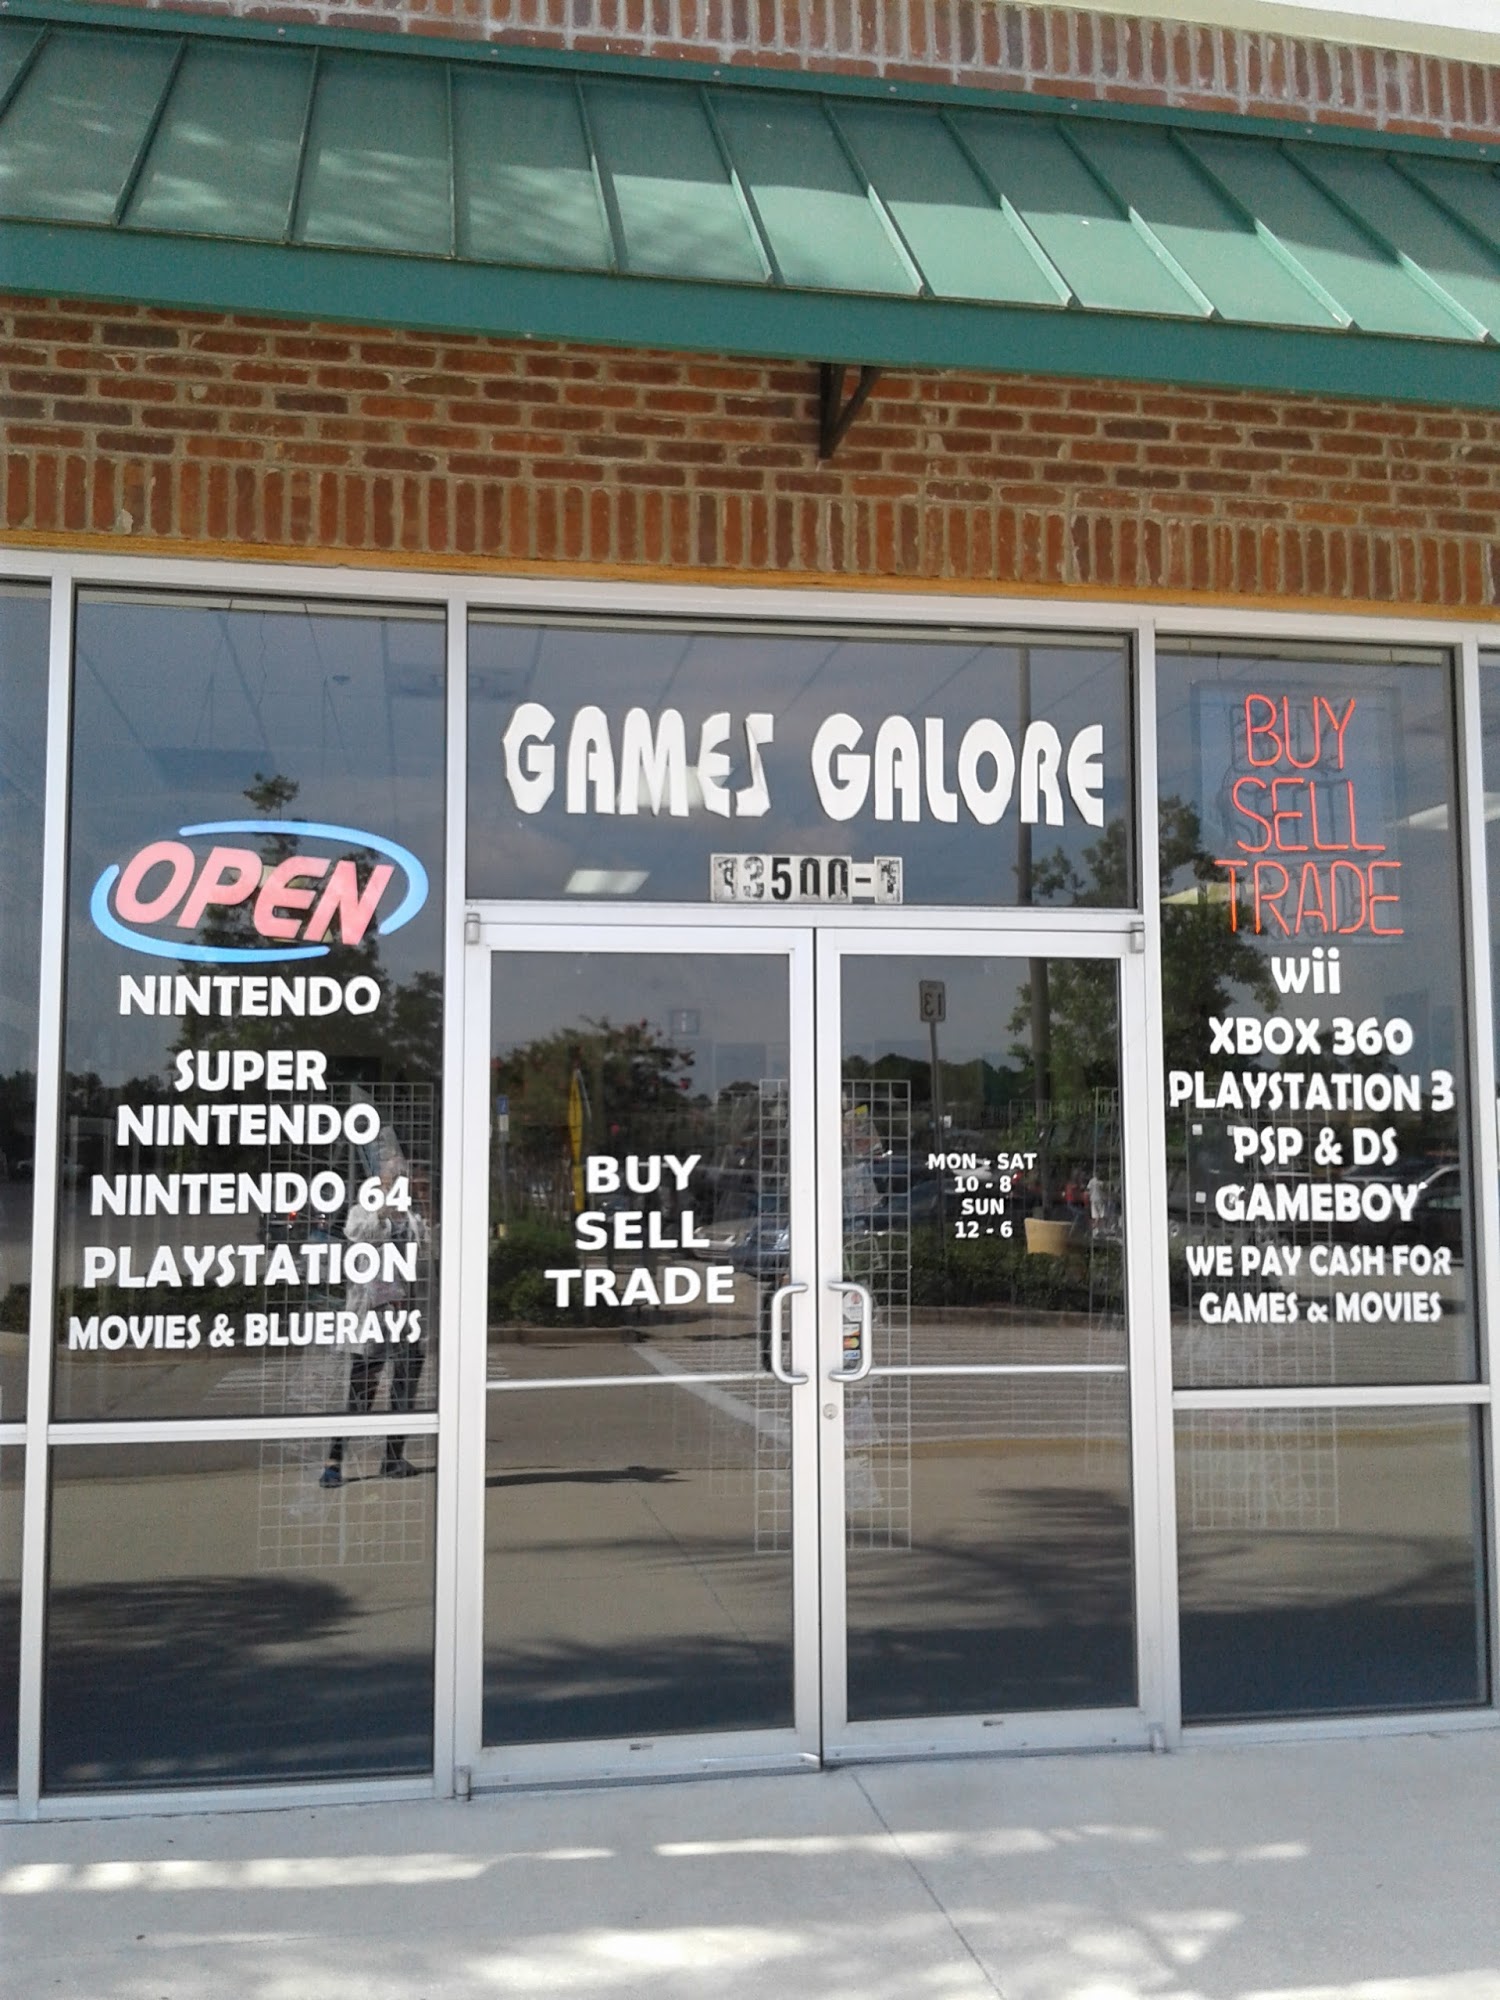 GAMES GALORE
13500-1
OPEN
NINTENDO
SUPER
NINTENDO
NINTENDO 64
PLAYSTATION
MOVIES & BLUERAYS
BUY
SELL
TRADE
MON - SAT
10 - 8
SUN
12 - 6
BUY
SELL
TRADE
wii
XBOX 360
PLAYSTATION 3
PSP & DS
GAMEBOY
WE PAY CASH FOR
GAMES & MOVIES